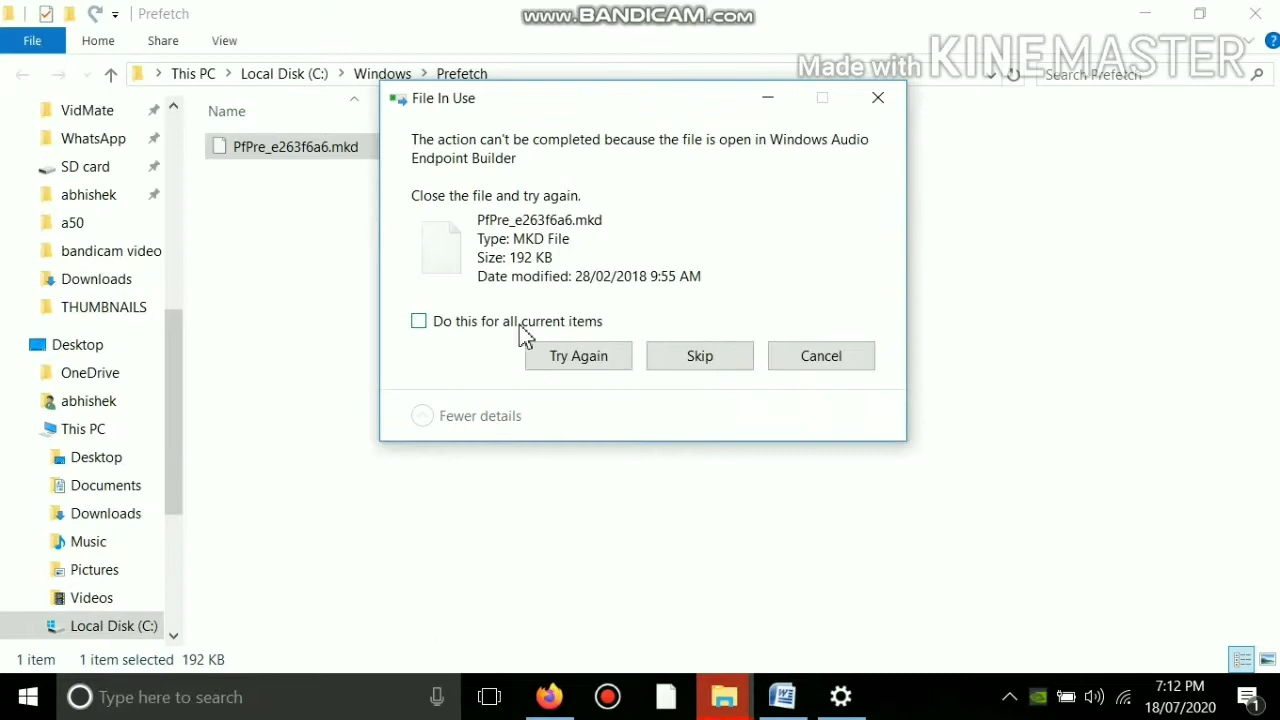 Prefetch
www.BANDICAM.com
File
Home
Share
View
Made with KINEMASTER
This PC
Local Disk (C:)
Windows
Prefetch
Search Prefetch
VidMate
WhatsApp
SD card
abhishek
a50
bandicam video
Downloads
THUMBNAILS
Desktop
OneDrive
abhishek
This PC
Desktop
Documents
Downloads
Music
Pictures
Videos
Local Disk (C:)
Name
PfPre_e263f6a6.mkd
File In Use
The action can't be completed because the file is open in Windows Audio
Endpoint Builder
Close the file and try again.
PfPre_e263f6a6.mkd
Type: MKD File
Size: 192 KB
Date modified: 28/02/2018 9:55 AM
Do this for all current items
Try Again
Skip
Cancel
Fewer details
1 item
1 item selected 192 KB
Type here to search
7:12 PM
18/07/2020
1